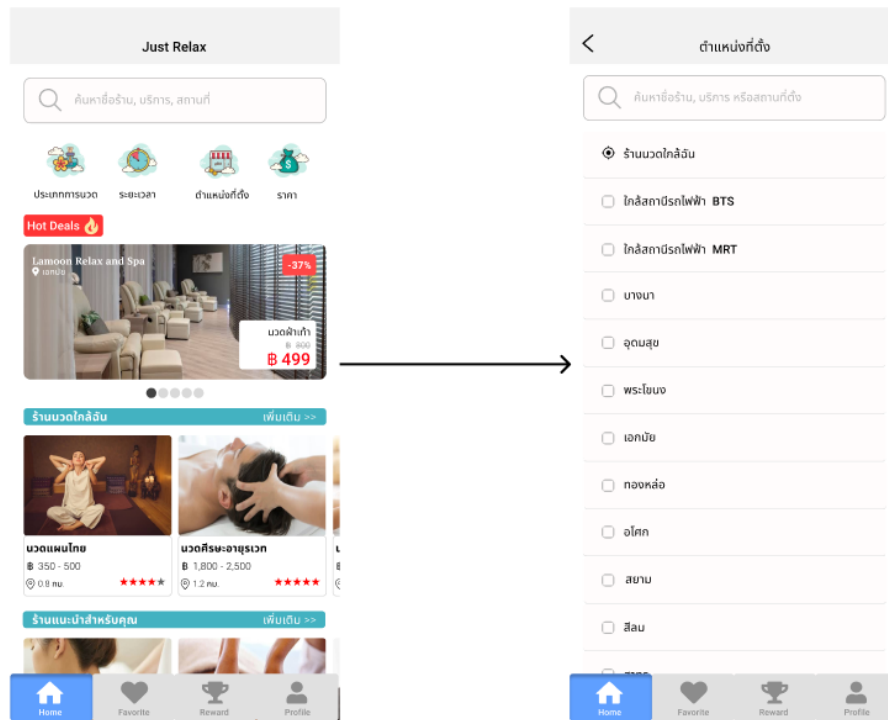 Just Relax
ค้นหาชื่อร้าน, บริการ, สถานที่
ประเภทการนวด
ระยะเวลา
ตำแหน่งที่ตั้ง
ราคา
Hot Deals
Lamoon Relax and Spa
เอกมัย
-37%
นวดฝ่าเท้า
฿ 800
฿ 499
ร้านนวดใกล้ฉัน
เพิ่มเติม >>
นวดแผนไทย
฿ 350 - 500
0.8 กม.
นวดศีรษะอายุรเวท
฿ 1,800 - 2,500
1.2 กม.
ร้านแนะนำสำหรับคุณ
เพิ่มเติม >>
Home
Favorite
Reward
Profile
ตำแหน่งที่ตั้ง
ค้นหาชื่อร้าน, บริการ หรือสถานที่ตั้ง
ร้านนวดใกล้ฉัน
ใกล้สถานีรถไฟฟ้า BTS
ใกล้สถานีรถไฟฟ้า MRT
บางนา
อุดมสุข
พระโขนง
เอกมัย
ทองหล่อ
อโศก
สยาม
สีลม
Home
Favorite
Reward
Profile